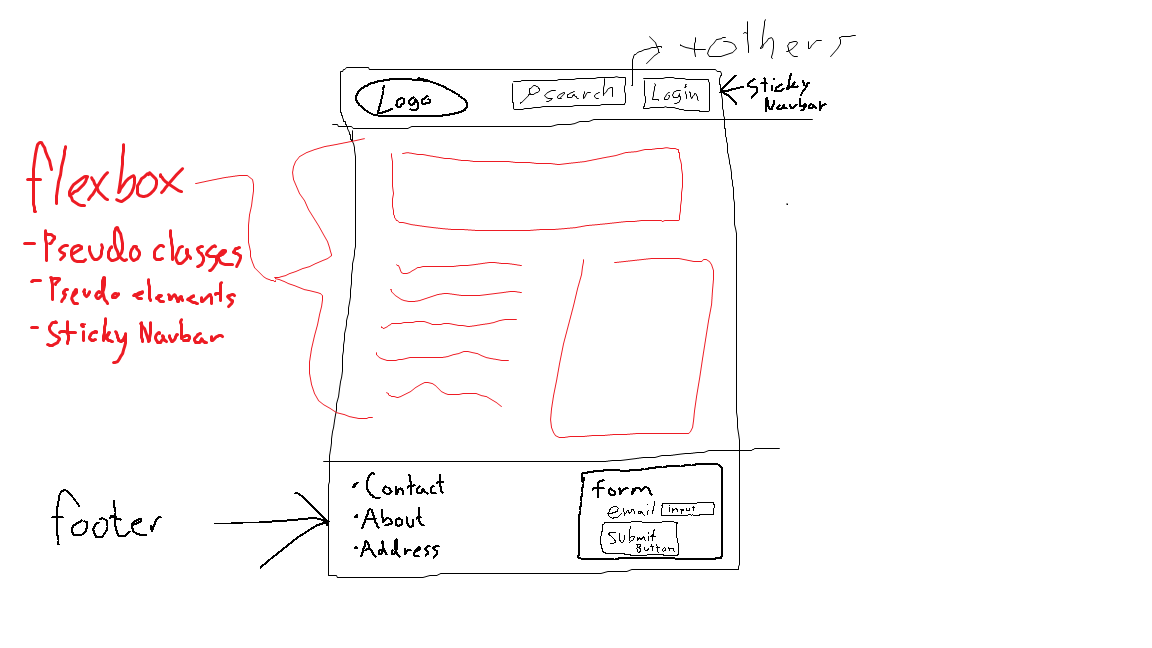 +others
Logo
search
Login
Sticky
Navbar
flexbox
- Pseudo classes
- Pseudo elements
- Sticky Navbar
footer
• Contact
• About
• Address
form
email input
Submit
Button